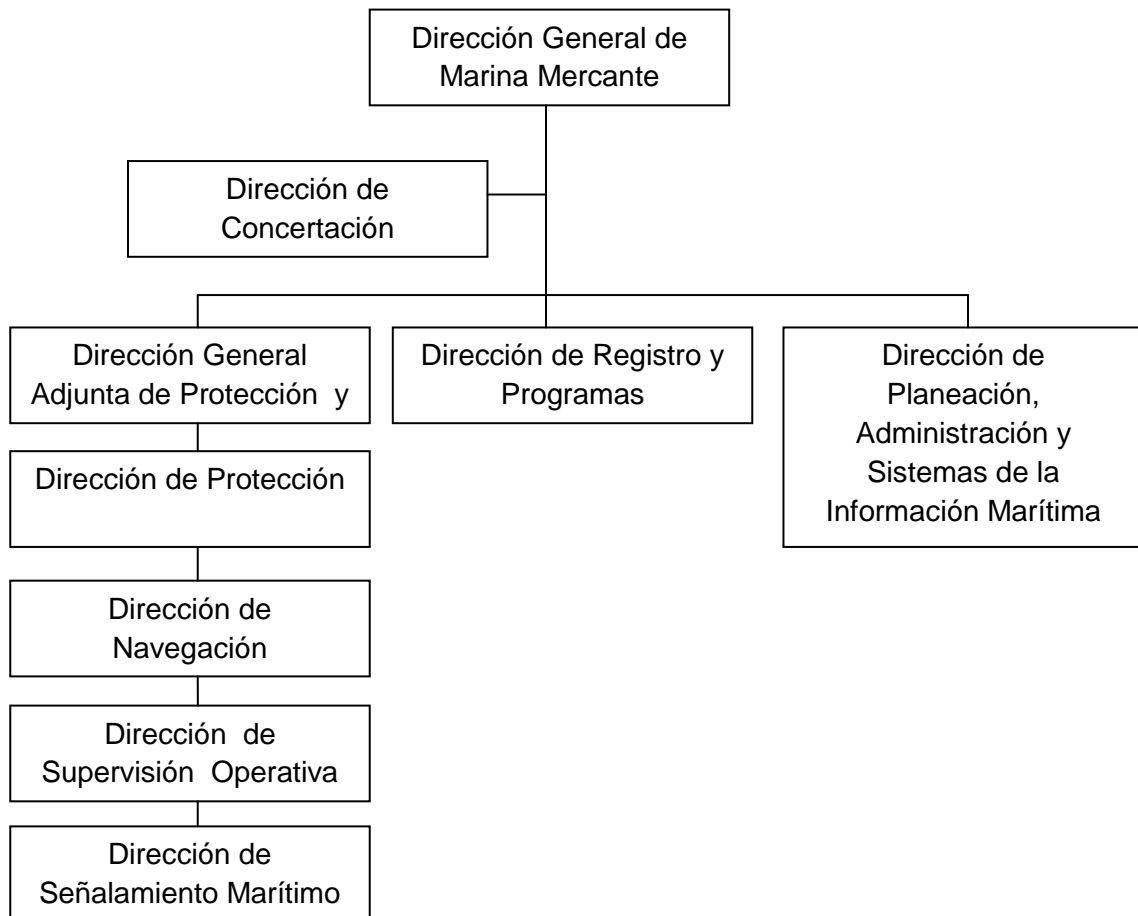 Dirección General de
Marina Mercante
Dirección de
Concertación
Dirección General
Adjunta de Protección y
Dirección de Registro y
Programas
Dirección de
Planeación,
Administración y
Sistemas de la
Información Marítima
Dirección de Protección
Dirección de
Navegación
Dirección de
Supervisión Operativa
Dirección de
Señalamiento Marítimo